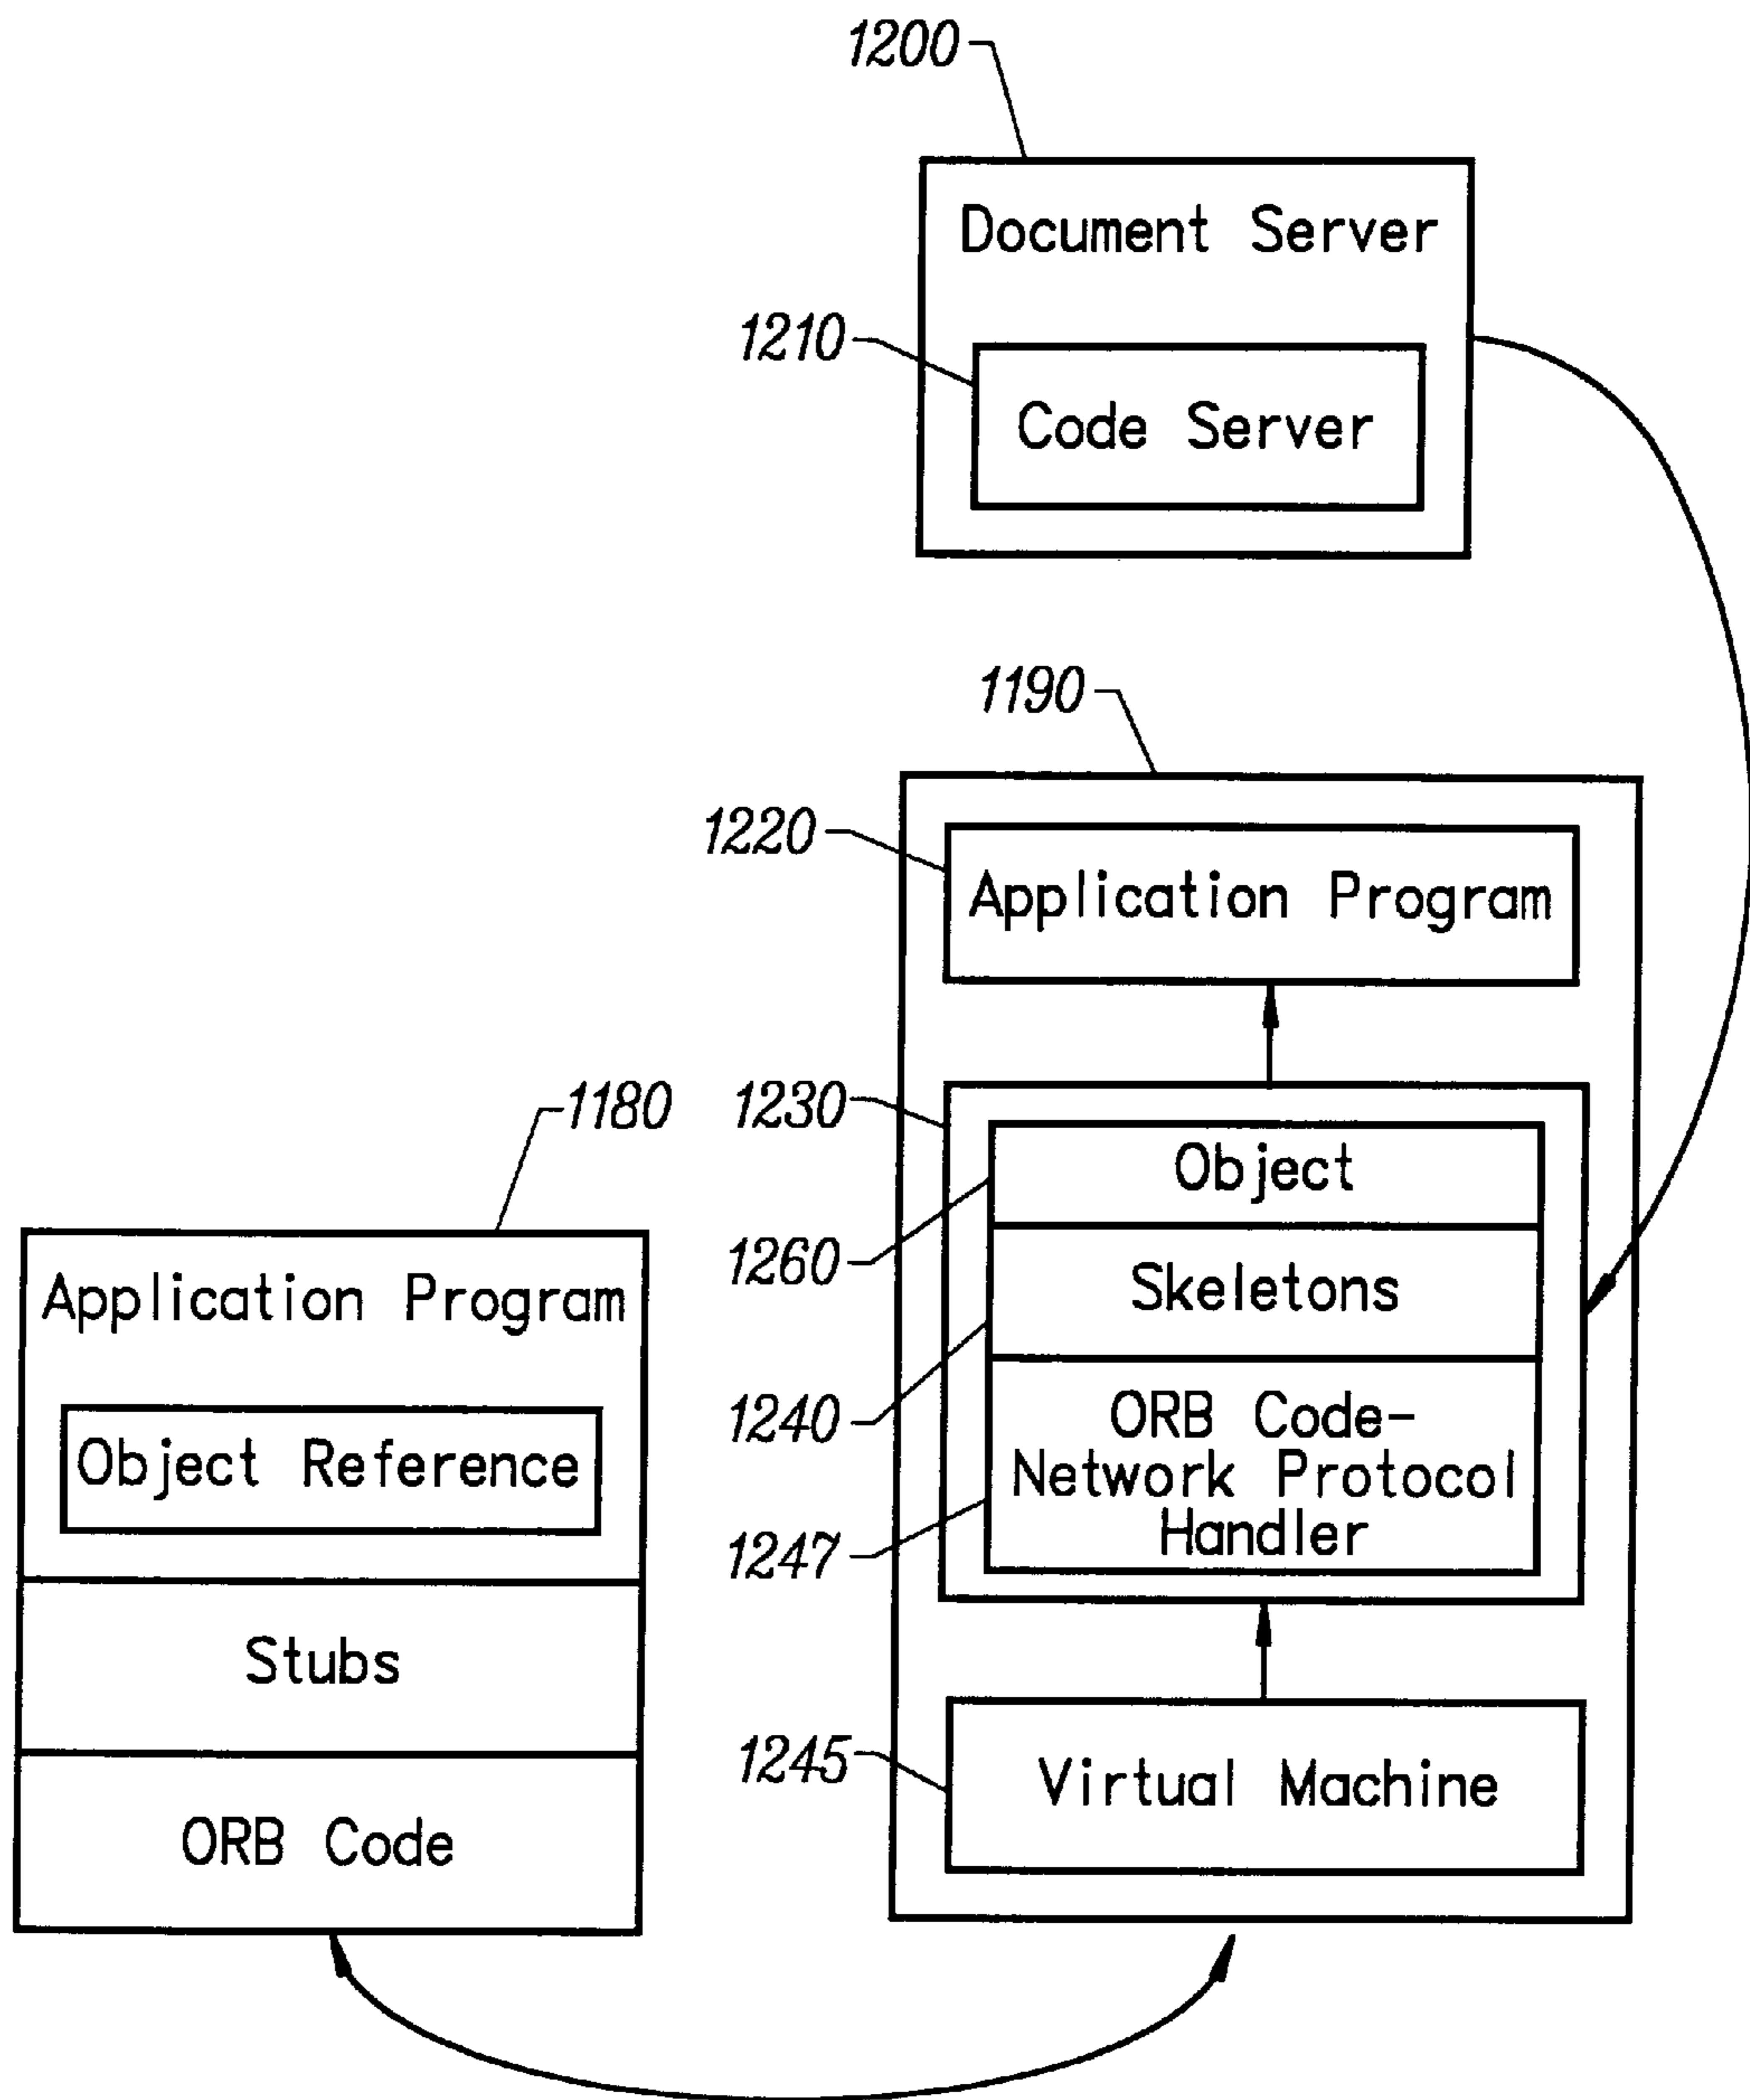 1200
Document Server
1210
Code Server
1190
1220
Application Program
1180
1230
Object
1260
Skeletons
Application Program
1240
ORB Code-
Network Protocol
Handler
Object Reference
1247
Stubs
1245
Virtual Machine
ORB Code